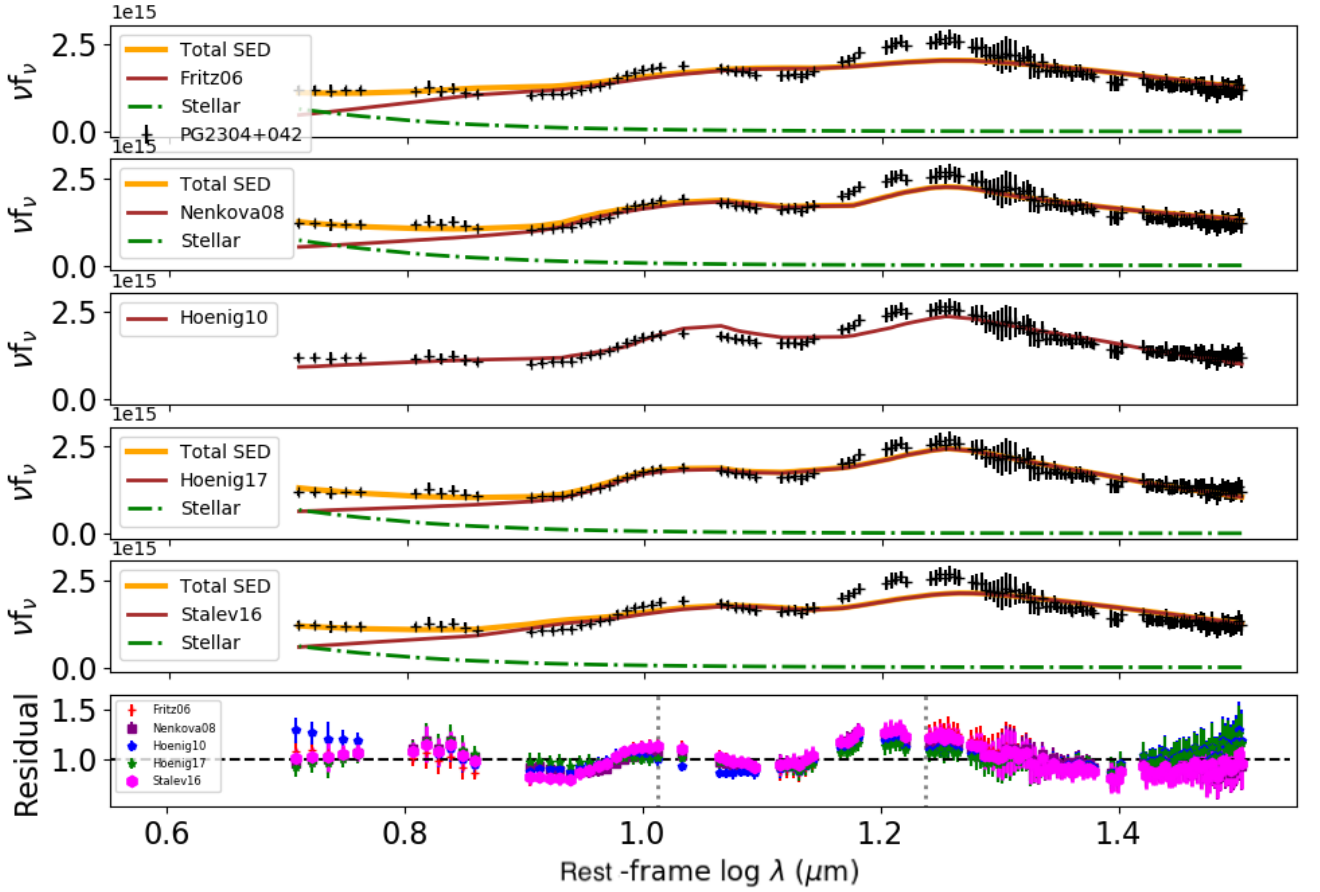 1e15
2.5
0.0
νfν
Total SED
Fritz06
Stellar
PG2304+042
1e15
2.5
0.0
νfν
Total SED
Nenkova08
Stellar
1e15
2.5
0.0
νfν
Hoenig10
1e15
2.5
0.0
νfν
Total SED
Hoenig17
Stellar
1e15
2.5
0.0
νfν
Total SED
Stalev16
Stellar
1.5
1.0
Residual
Fritz06
Nenkova08
Hoenig10
Hoenig17
Stalev16
0.6 0.8 1.0 1.2 1.4
Rest -frame log λ (μm)